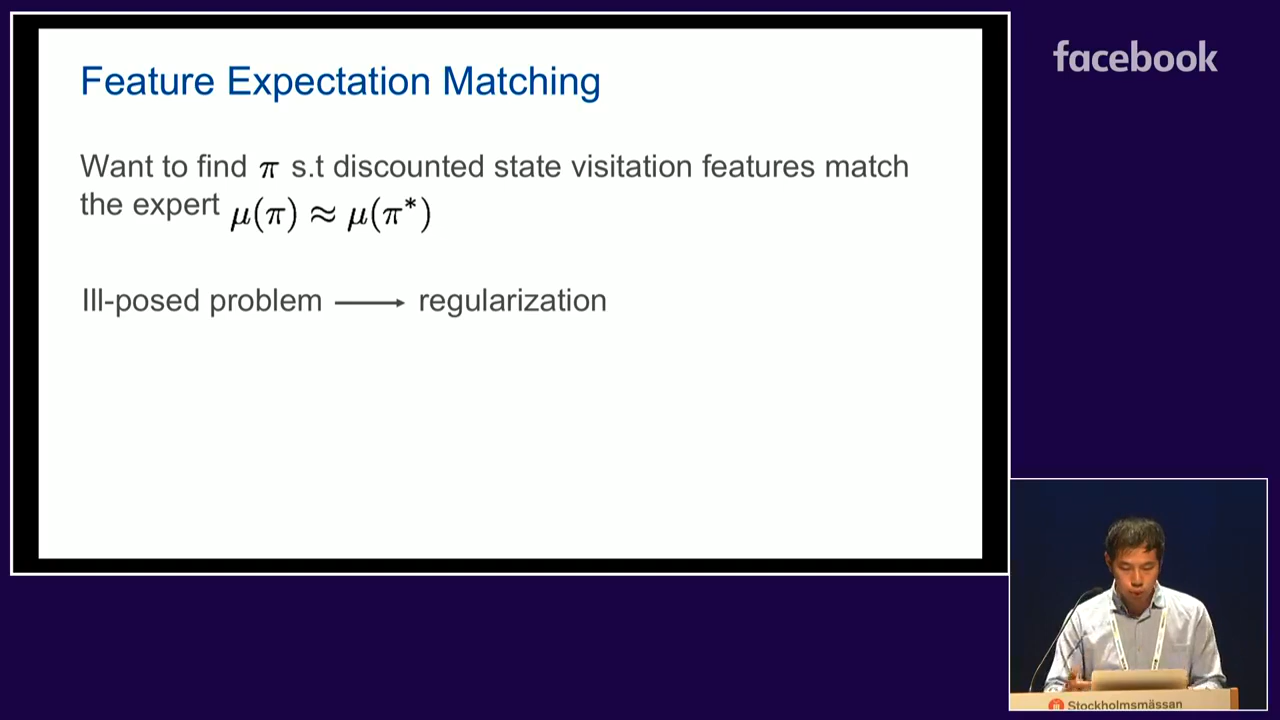 Feature Expectation Matching
facebook
Want to find π s.t discounted state visitation features match
the expert μ(π) ≈ μ(π*)
Ill-posed problem ⟶ regularization
Stockholmsmässan